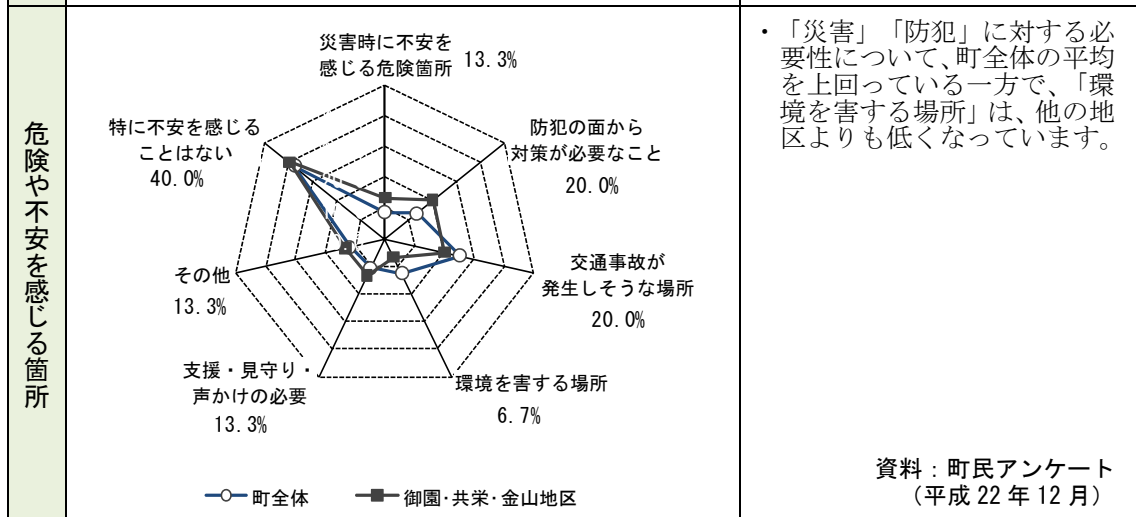 危険や不安を感じる箇所
災害時に不安を
感じる危険箇所 13.3%
防犯の面から
対策が必要なこと
20.0%
交通事故が
発生しそうな場所
20.0%
環境を害する場所
6.7%
支援・見守り・
声かけの必要
13.3%
その他
13.3%
特に不安を感じる
ことはない
40.0%
町全体 御園・共栄・金山地区
・「災害」「防犯」に対する必
要性について、町全体の平均
を上回っている一方で、「環
境を害する場所」は、他の地
区よりも低くなっています。
資料：町民アンケート
（平成 22 年 12 月）